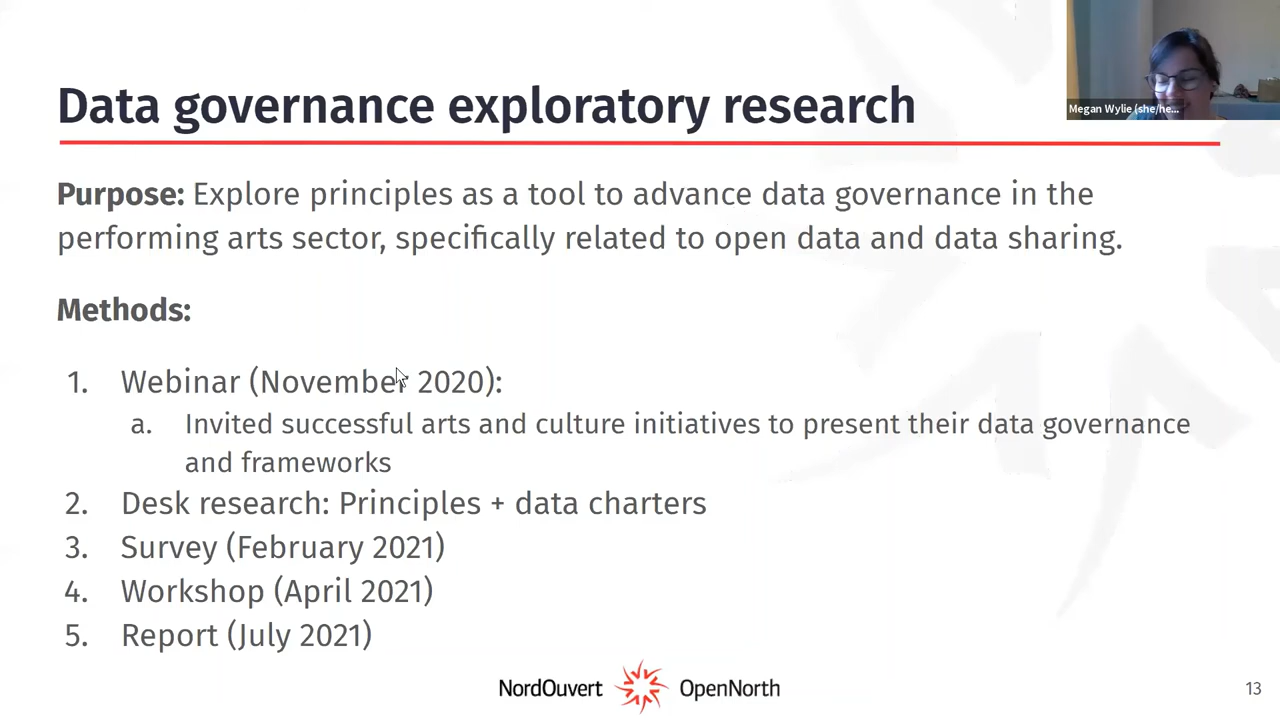 Data governance exploratory research
Megan Wylie (she/he...
Purpose: Explore principles as a tool to advance data governance in the
performing arts sector, specifically related to open data and data sharing.
Methods:
1. Webinar (November 2020):
a. Invited successful arts and culture initiatives to present their data governance
and frameworks
2. Desk research: Principles + data charters
3. Survey (February 2021)
4. Workshop (April 2021)
5. Report (July 2021)
NordOuvert OpenNorth
13